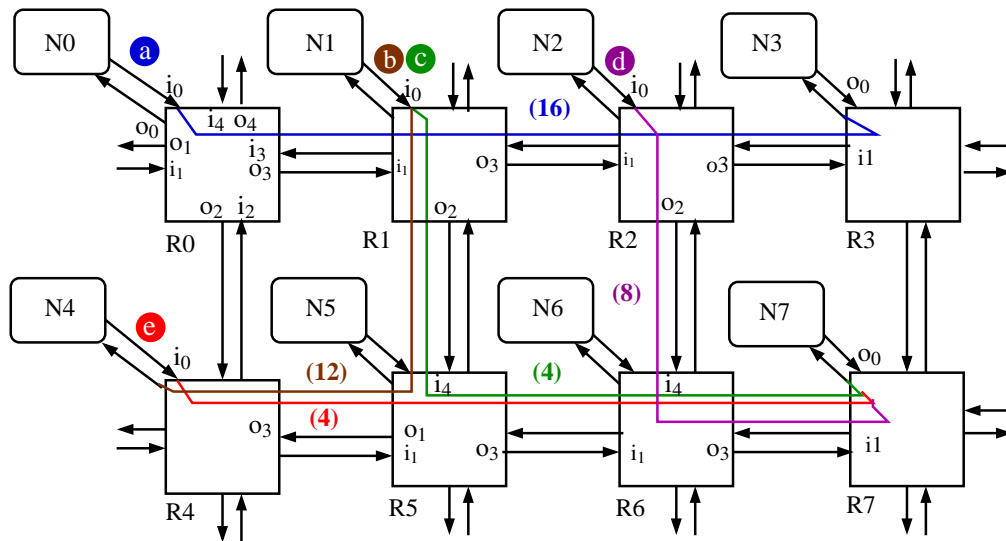 N0 a N1 b c N2 d N3
i₀ i₀ i₀ o₀
i₄ o₄ (16)
o₀ o₁ i₃ i₁ o₃ i₁ o3 i1
i₁ o₃
o₂ i₂ o₂ o₂
R0 R1 R2 R3
N4 e N5 N6 (8) N7
i₀ o₀
(12) i₄ (4) i₄
(4)
o₃ o₁ i₁ o₃ i₁ o₃ i1
R4 R5 R6 R7